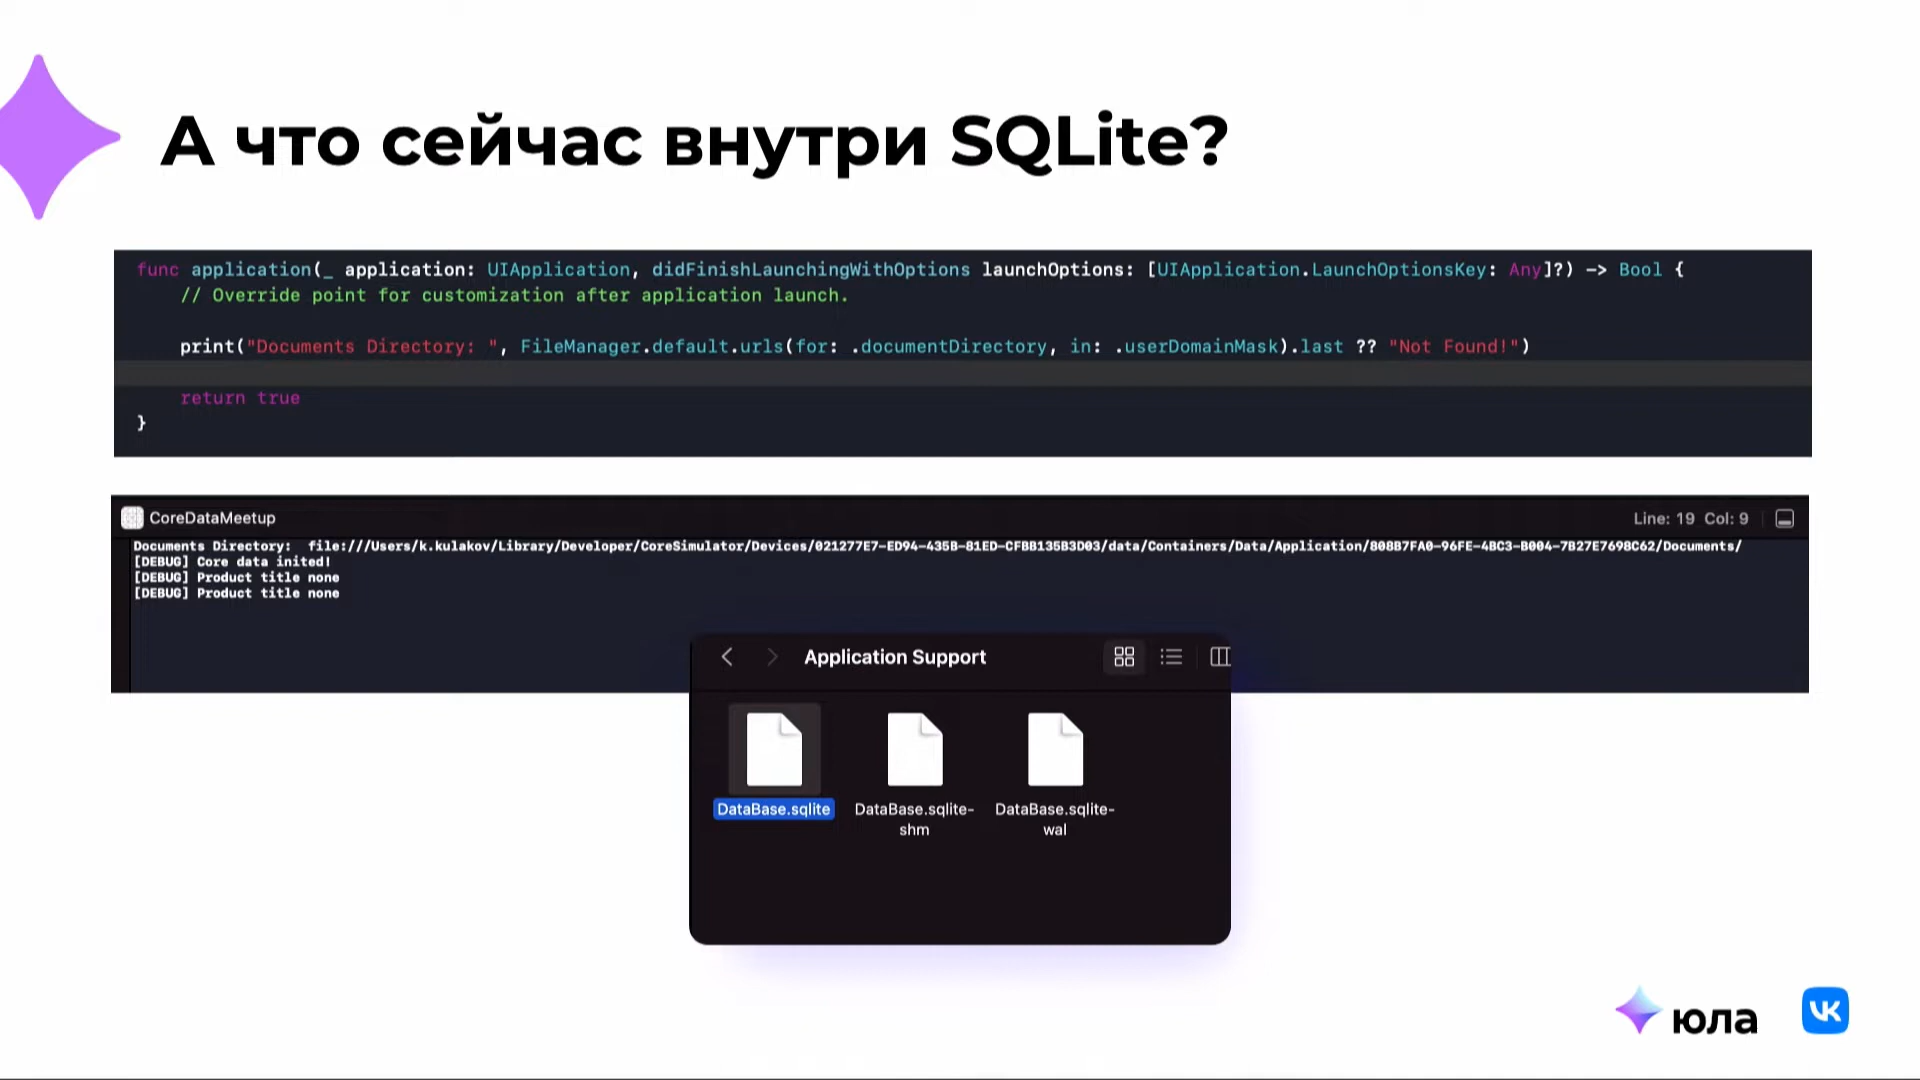 А что сейчас внутри SQLite?
func application(_ application: UIApplication, didFinishLaunchingWithOptions launchOptions: [UIApplication.LaunchOptionsKey: Any]?) -> Bool {
// Override point for customization after application launch.
print("Documents Directory: ", FileManager.default.urls(for: .documentDirectory, in: .userDomainMask).last ?? "Not Found!")
return true
}
CoreDataMeetup
Line: 19 Col: 9
Documents Directory: file:///Users/k.kulakov/Library/Developer/CoreSimulator/Devices/021277E7-ED94-435B-81ED-CFBB135B3D03/data/Containers/Data/Application/808B7FA0-96FE-4BC3-B004-7B27E7698C62/Documents/
[DEBUG] Core data inited!
[DEBUG] Product title none
[DEBUG] Product title none
Application Support
DataBase.sqlite
DataBase.sqlite-
shm
DataBase.sqlite-
wal
юла
VK